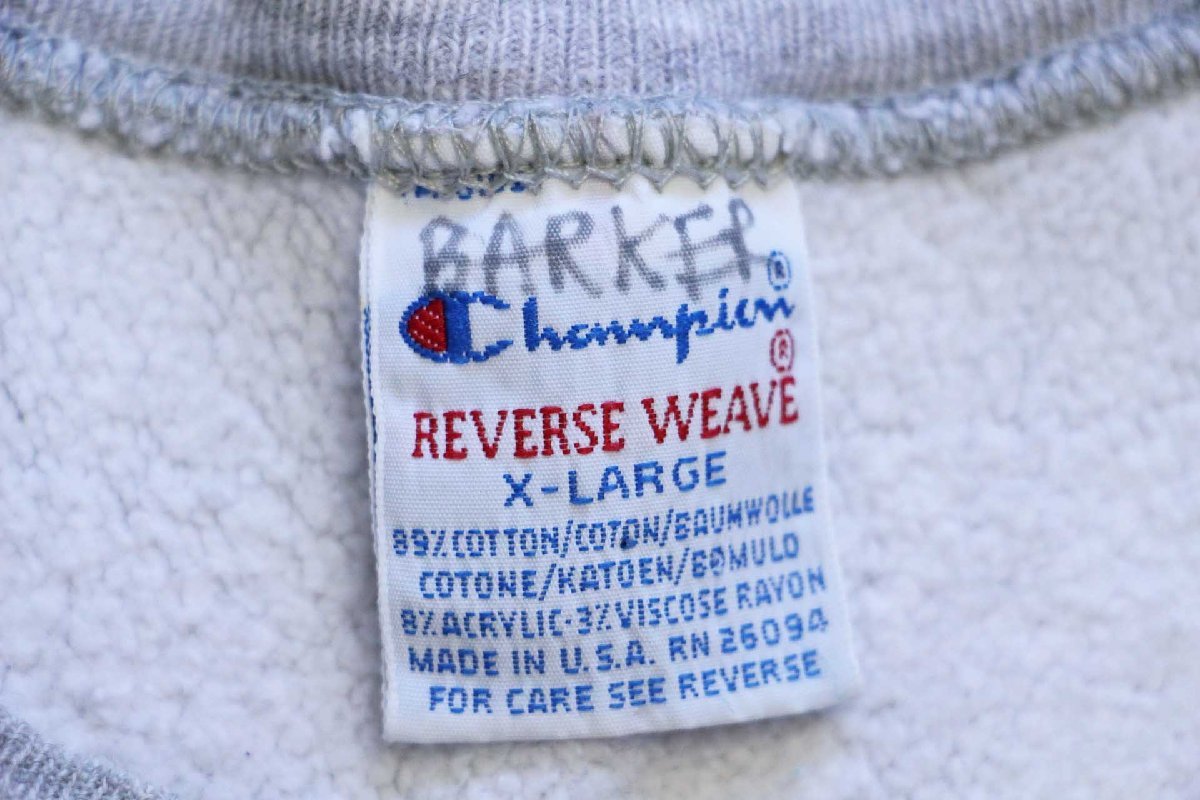 BARKER
Champion®
REVERSE WEAVE®
X-LARGE
89%COTTON/COTON/BAUMWOLLE
COTONE/KATOEN/BOMULD
8%ACRYLIC·3%VISCOSE RAYON
MADE IN U.S.A. RN 26094
FOR CARE SEE REVERSE